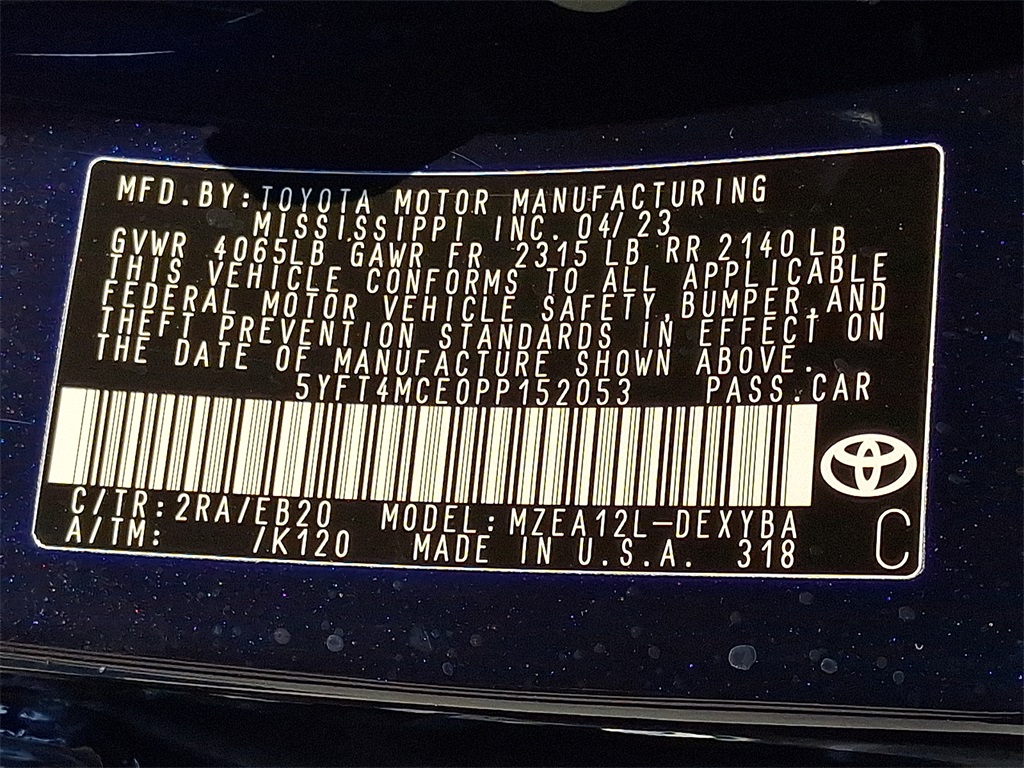 MFD.BY:TOYOTA MOTOR MANUFACTURING
MISSISSIPPI INC. 04/23
GVWR 4065LB GAWR FR 2315 LB RR 2140 LB
THIS VEHICLE CONFORMS TO ALL APPLICABLE
FEDERAL MOTOR VEHICLE SAFETY,BUMPER,AND
THEFT PREVENTION STANDARDS IN EFFECT ON
THE DATE OF MANUFACTURE SHOWN ABOVE.
5YFT4MCE0PP152053 PASS.CAR
C/TR:2RA/EB20 MODEL:MZEA12L-DEXYBA
A/TM: /K120 MADE IN U.S.A. 318
C